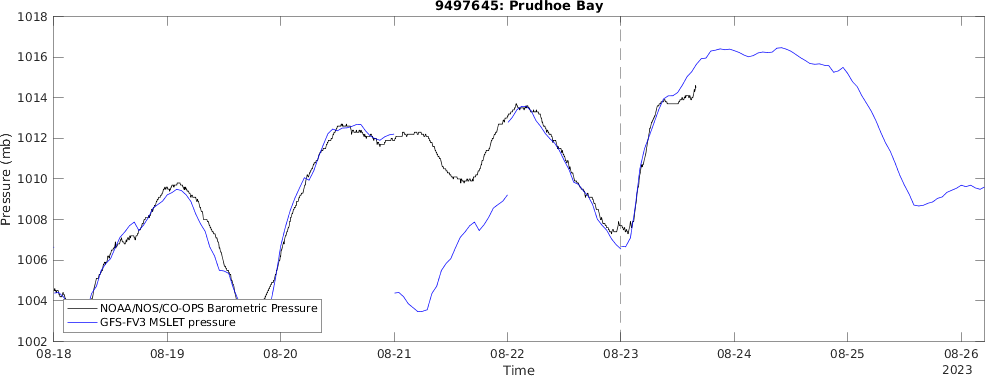 9497645: Prudhoe Bay
1018
1016
1014
1012
1010
1008
1006
1004
1002
Pressure (mb)
NOAA/NOS/CO-OPS Barometric Pressure
GFS-FV3 MSLET pressure
08-18 08-19 08-20 08-21 08-22 08-23 08-24 08-25 08-26
Time
2023